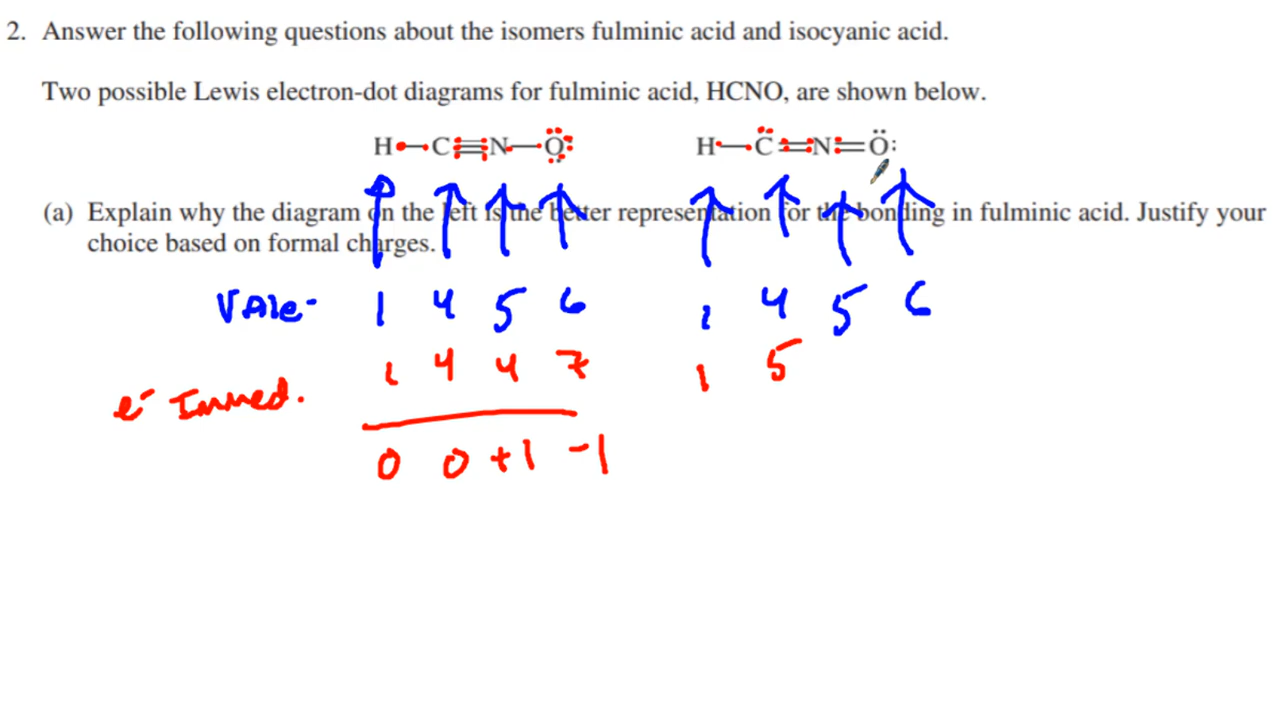 2. Answer the following questions about the isomers fulminic acid and isocyanic acid.
Two possible Lewis electron-dot diagrams for fulminic acid, HCNO, are shown below.
H—C≡N—O: H—C=N=O:
(a) Explain why the diagram on the left is the better representation for the bonding in fulminic acid. Justify your
choice based on formal charges.
VAle- 1 4 5 6 1 4 5 6
1 4 4 7 1 5
e-
0 0 +1 -1